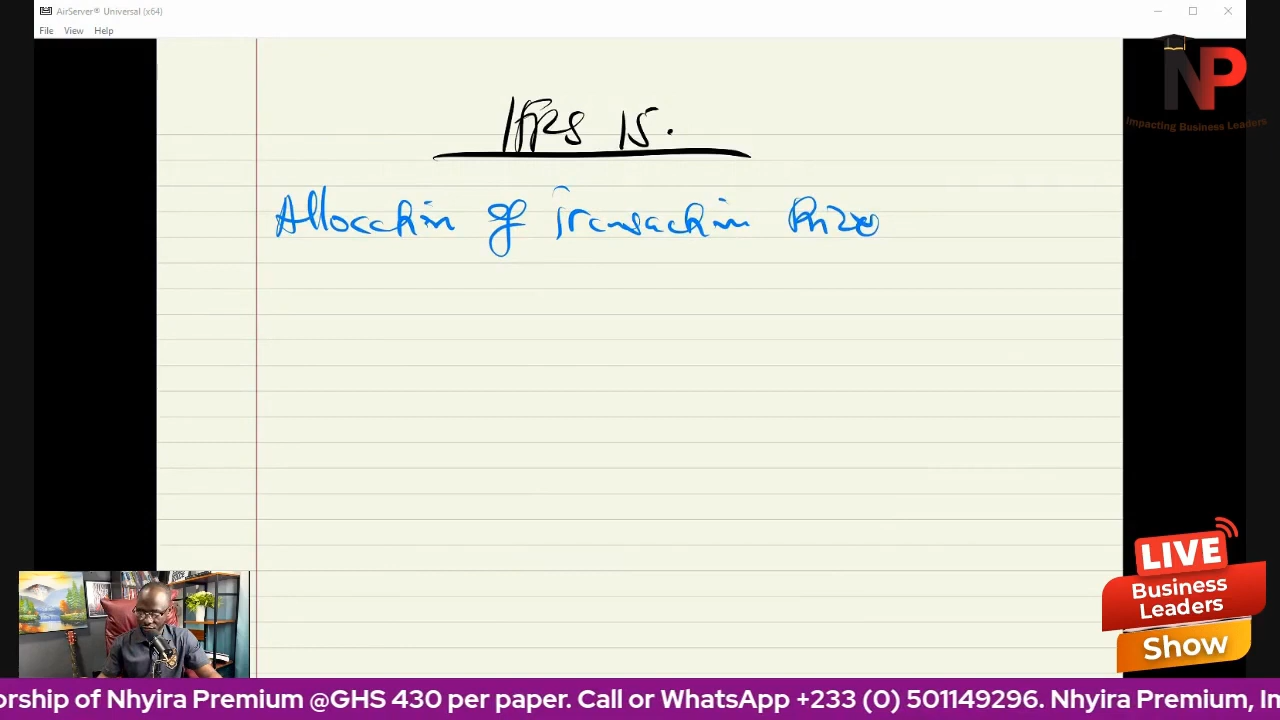 AirServer® Universal (x64)
File View Help
NP
Impacting Business Leaders
IFRS 15.
Allocation of Transaction Price
LIVE
Business
Leaders
Show
orship of Nhyira Premium @GHS 430 per paper. Call or WhatsApp +233 (0) 501149296. Nhyira Premium, In